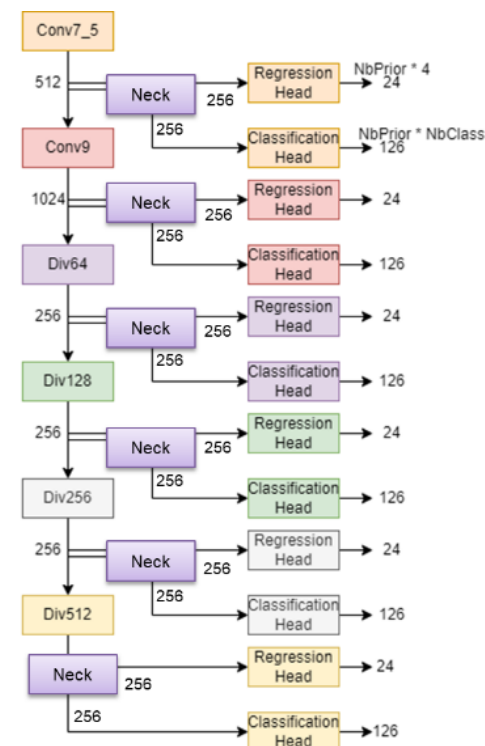 Conv7_5
NbPrior * 4
512
Neck
256
Regression
Head
24
256
NbPrior * NbClass
Classification
Head
126
Conv9
1024
Neck
256
Regression
Head
24
256
Classification
Head
126
Div64
256
Neck
256
Regression
Head
24
256
Classification
Head
126
Div128
256
Neck
256
Regression
Head
24
256
Classification
Head
126
Div256
256
Neck
256
Regression
Head
24
256
Classification
Head
126
Div512
Neck
256
Regression
Head
24
256
Classification
Head
126